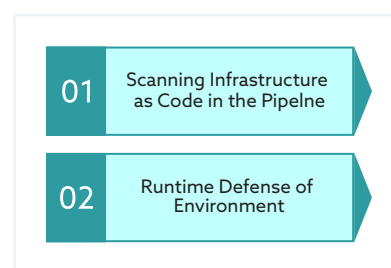 01
Scanning Infrastructure
as Code in the Pipelne
02
Runtime Defense of
Environment